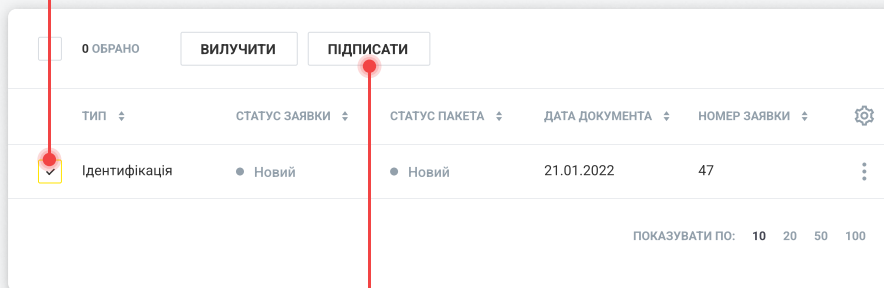 0 ОБРАНО ВИЛУЧИТИ ПІДПИСАТИ
ТИП СТАТУС ЗАЯВКИ СТАТУС ПАКЕТА ДАТА ДОКУМЕНТА НОМЕР ЗАЯВКИ
Ідентифікація Новий Новий 21.01.2022 47
ПОКАЗУВАТИ ПО: 10 20 50 100